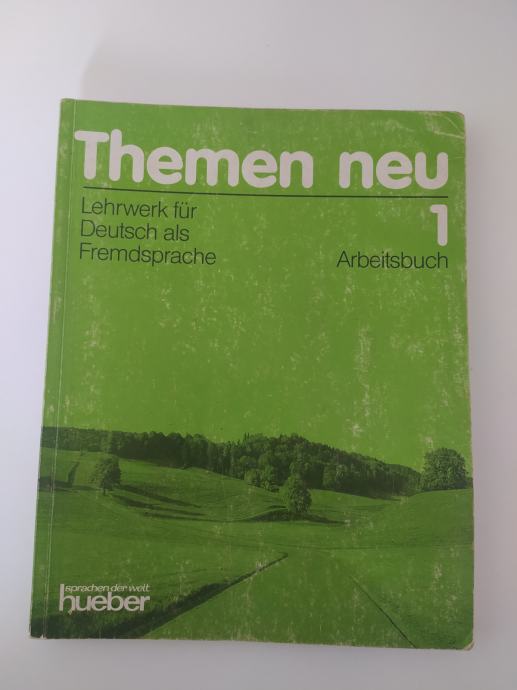 Themen neu
Lehrwerk für
Deutsch als
Fremdsprache
1
Arbeitsbuch
sprachen der welt
hueber